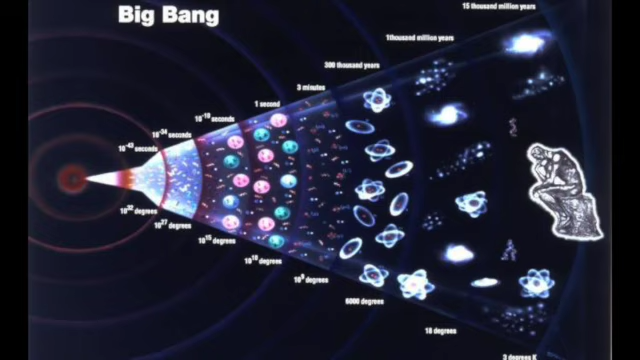 Big Bang
15 thousand million years
1thousand million years
300 thousand years
3 minutes
1 second
10⁻¹⁰ seconds
10⁻³⁴ seconds
10⁻⁴³ seconds
10³² degrees
10²⁷ degrees
10¹⁵ degrees
10¹⁰ degrees
10⁹ degrees
6000 degrees
18 degrees
3 degrees K